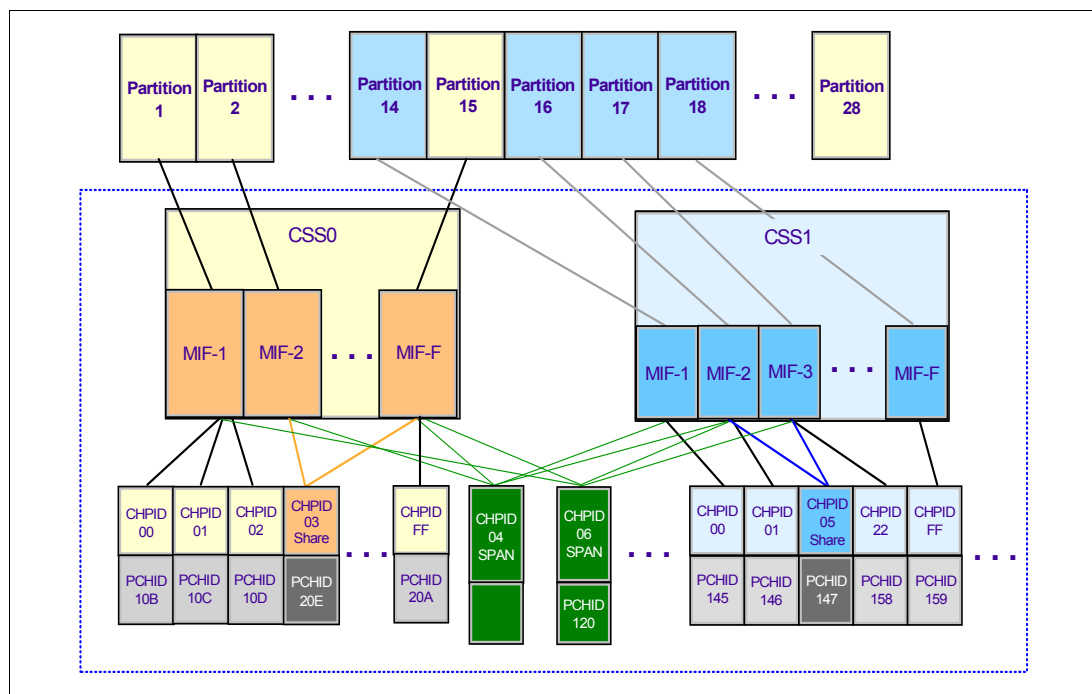 Partition 1
Partition 2
. . .
Partition 14
Partition 15
Partition 16
Partition 17
Partition 18
. . .
Partition 28
CSS0
CSS1
MIF-1
MIF-2
. . .
MIF-F
MIF-1
MIF-2
MIF-3
. . .
MIF-F
CHPID 00
CHPID 01
CHPID 02
CHPID 03 Share
. . .
CHPID FF
CHPID 04 SPAN
CHPID 06 SPAN
. . .
CHPID 00
CHPID 01
CHPID 05 Share
CHPID 22
CHPID FF
. . .
PCHID 10B
PCHID 10C
PCHID 10D
PCHID 20E
PCHID 20A
PCHID 120
PCHID 145
PCHID 146
PCHID 147
PCHID 158
PCHID 159